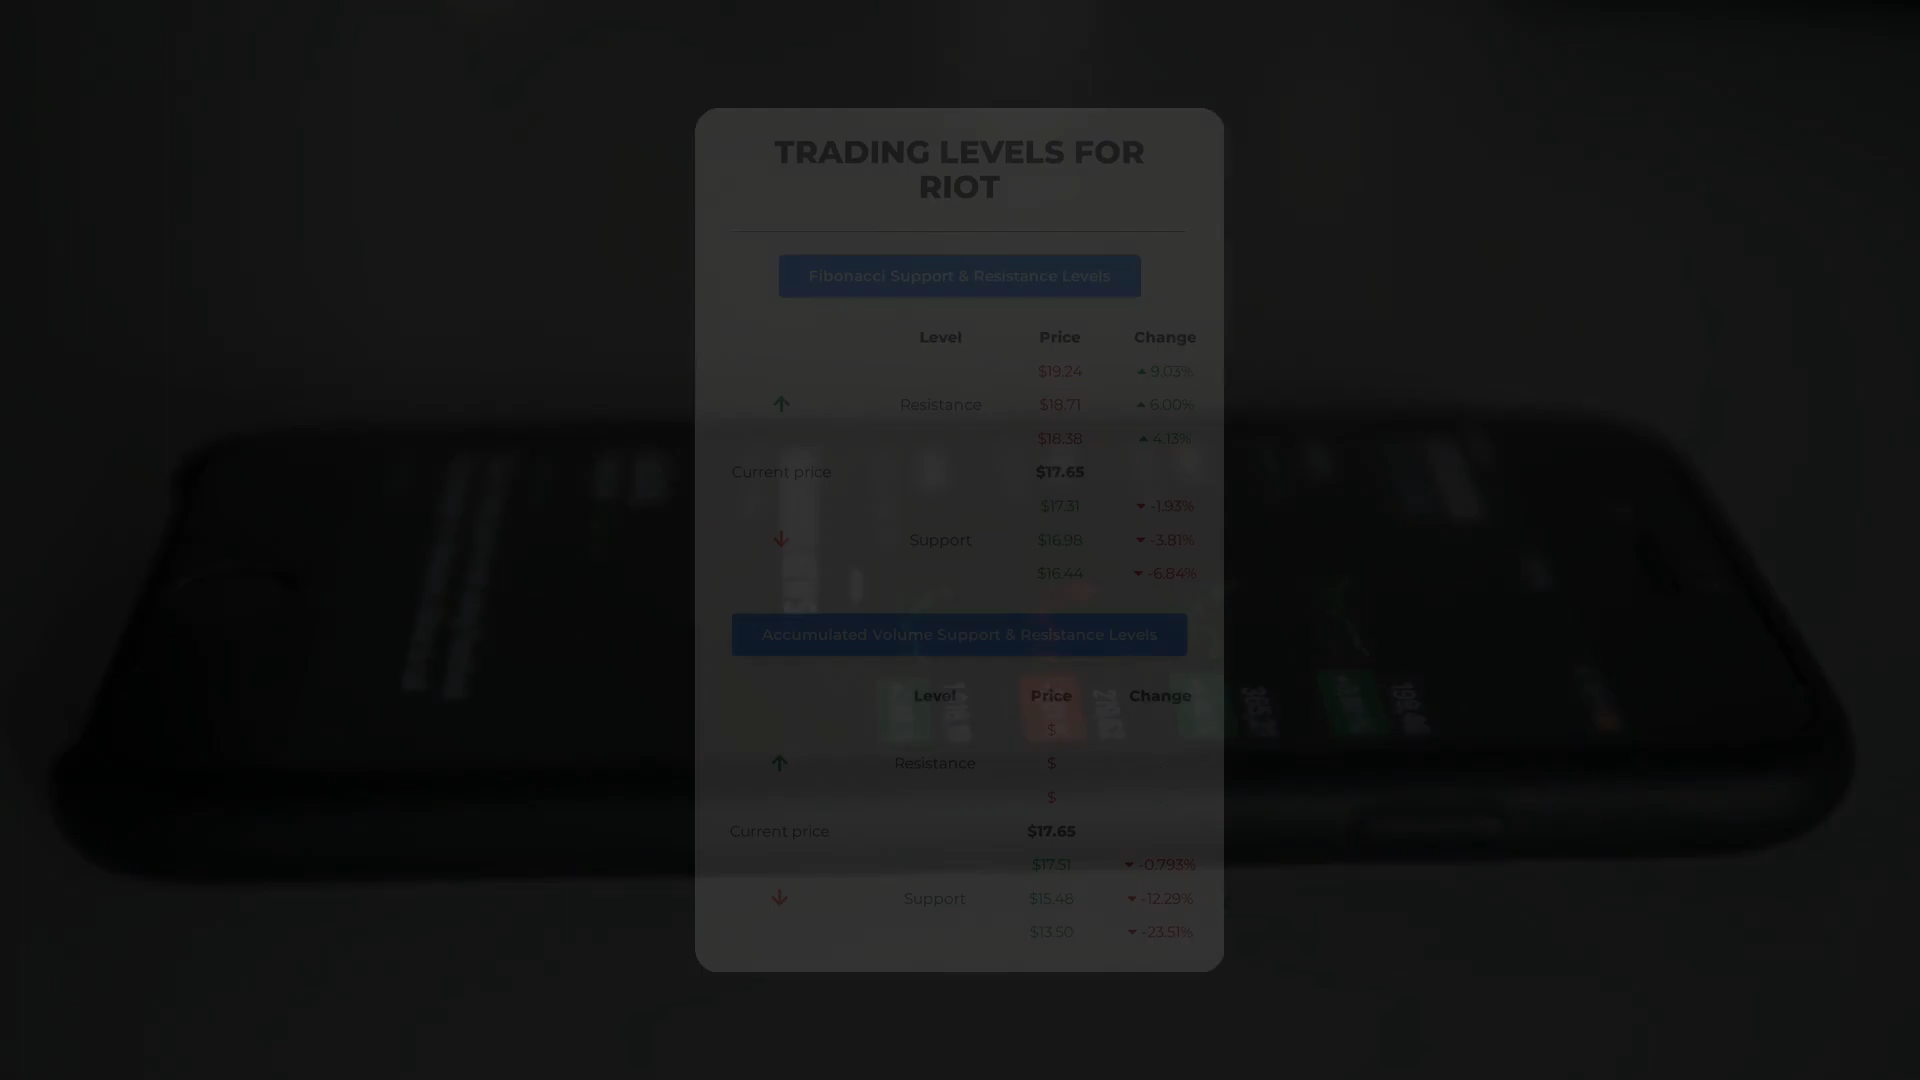 TRADING LEVELS FOR
RIOT
Fibonacci Support & Resistance Levels
Level Price Change
$19.24 9.03%
Resistance $18.71 6.00%
$18.38 4.13%
Current price $17.65
$17.31 -1.93%
Support $16.98 -3.81%
$16.44 -6.84%
Accumulated Volume Support & Resistance Levels
Level Price Change
$
Resistance $
$
Current price $17.65
$17.51 -0.793%
Support $15.48 -12.29%
$13.50 -23.51%